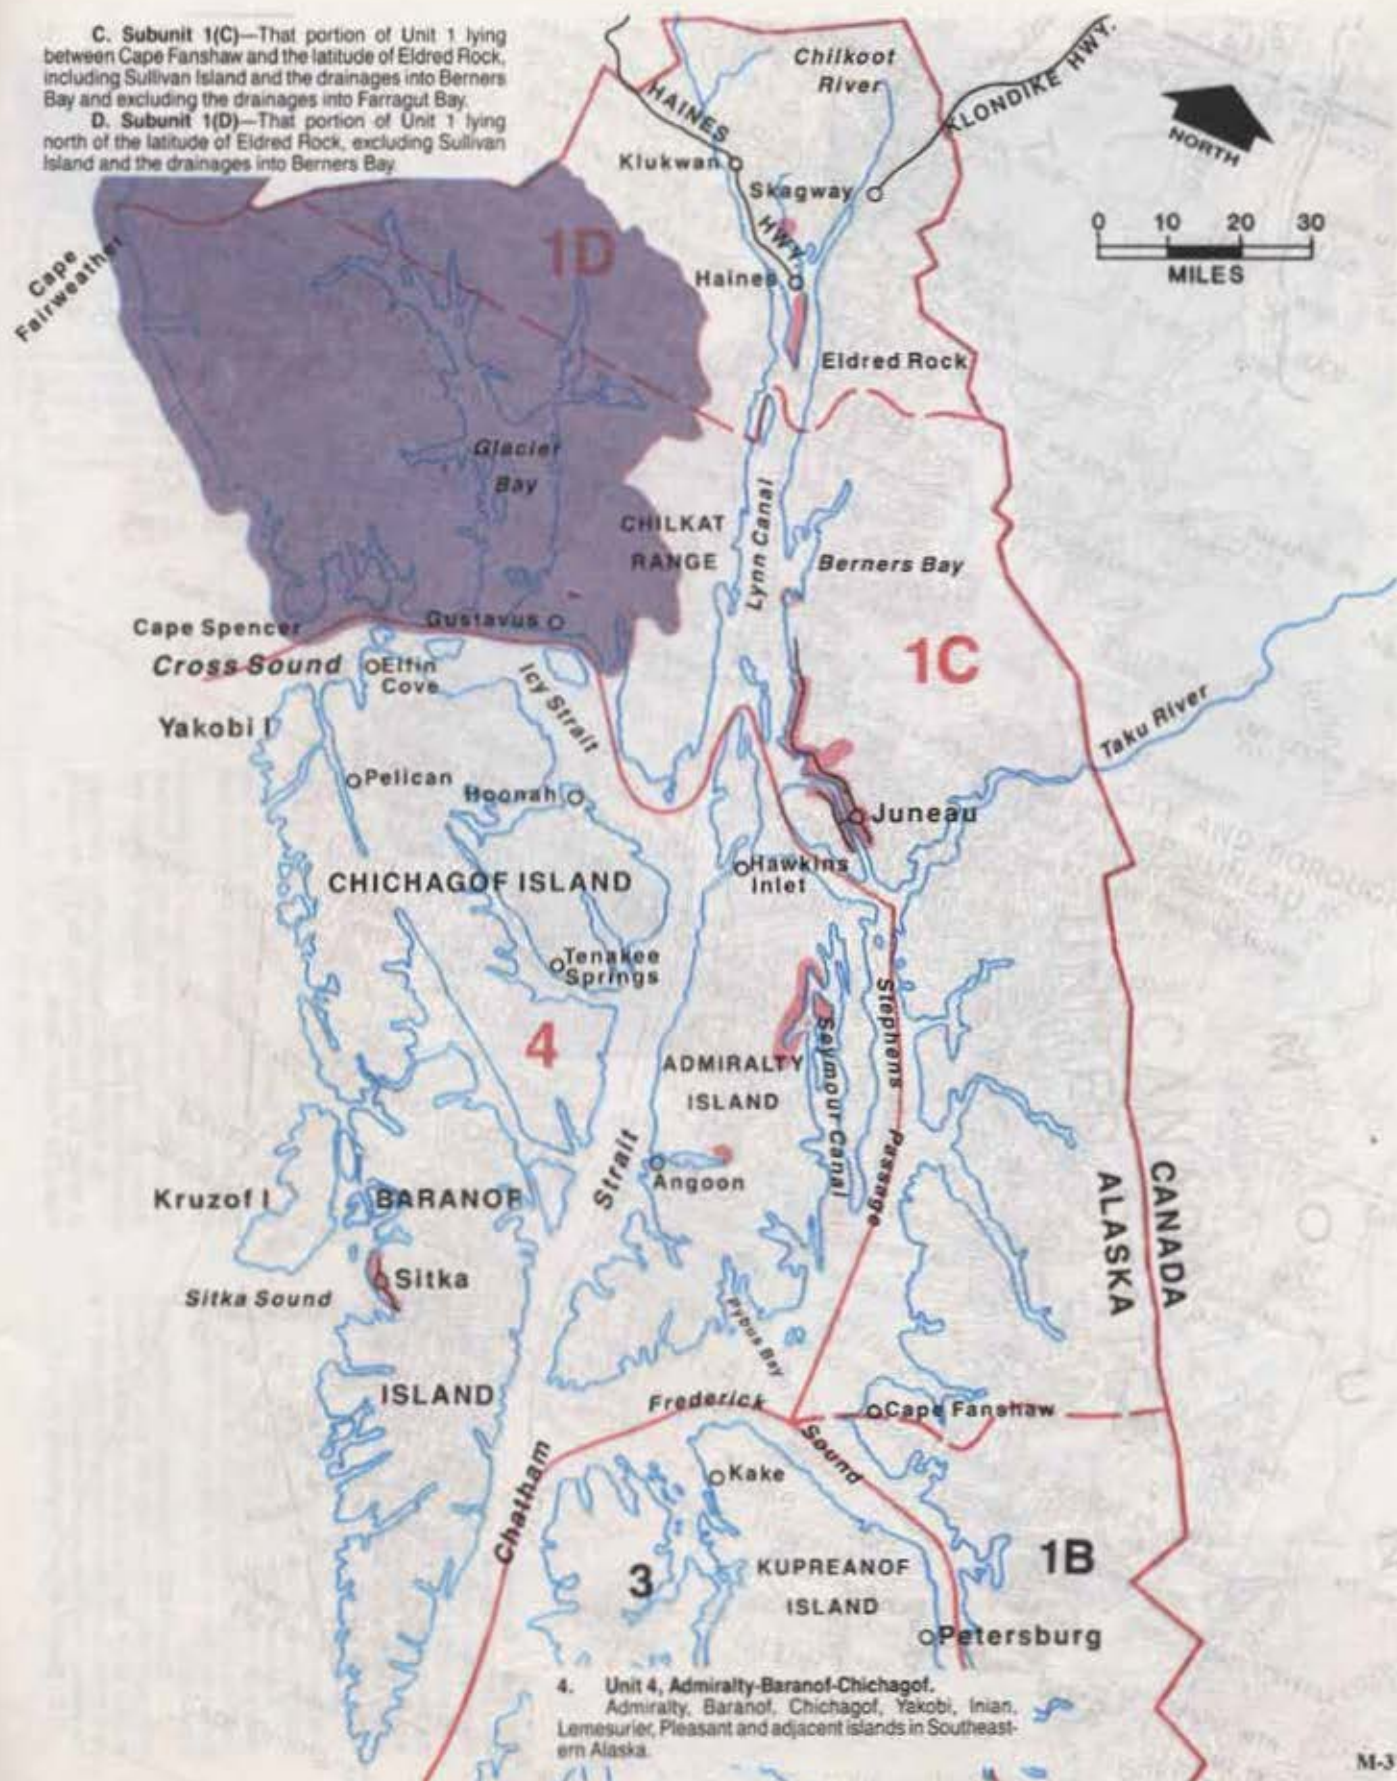 C. Subunit 1(C)—That portion of Unit 1 lying
between Cape Fanshaw and the latitude of Eldred Rock,
including Sullivan Island and the drainages into Berners
Bay and excluding the drainages into Farragut Bay.
D. Subunit 1(D)—That portion of Unit 1 lying
north of the latitude of Eldred Rock, excluding Sullivan
Island and the drainages into Berners Bay.
Chilkoot
River
KLONDIKE HWY.
HAINES
HWY
NORTH
Klukwan
Skagway
0 10 20 30
MILES
Cape
Fairweather
1D
Haines
Eldred Rock
Glacier
Bay
CHILKAT
RANGE
Lynn Canal
Berners Bay
Cape Spencer
Gustavus
Cross Sound
Elfin
Cove
Icy Strait
1C
Taku River
Yakobi I
Pelican
Hoonah
Juneau
Hawkins
Inlet
CHICHAGOF ISLAND
Tenakee
Springs
4
ADMIRALTY
ISLAND
Seymour Canal
Stephens
Passage
Strait
Angoon
Kruzof I
BARANOF
CANADA
ALASKA
Sitka
Sitka Sound
Pybus Bay
ISLAND
Frederick
Sound
Cape Fanshaw
Chatham
Kake
3
KUPREANOF
ISLAND
1B
Petersburg
4. Unit 4, Admiralty-Baranof-Chichagof.
Admiralty, Baranof, Chichagof, Yakobi, Inian,
Lemesurier, Pleasant and adjacent islands in Southeast-
ern Alaska.
M-3